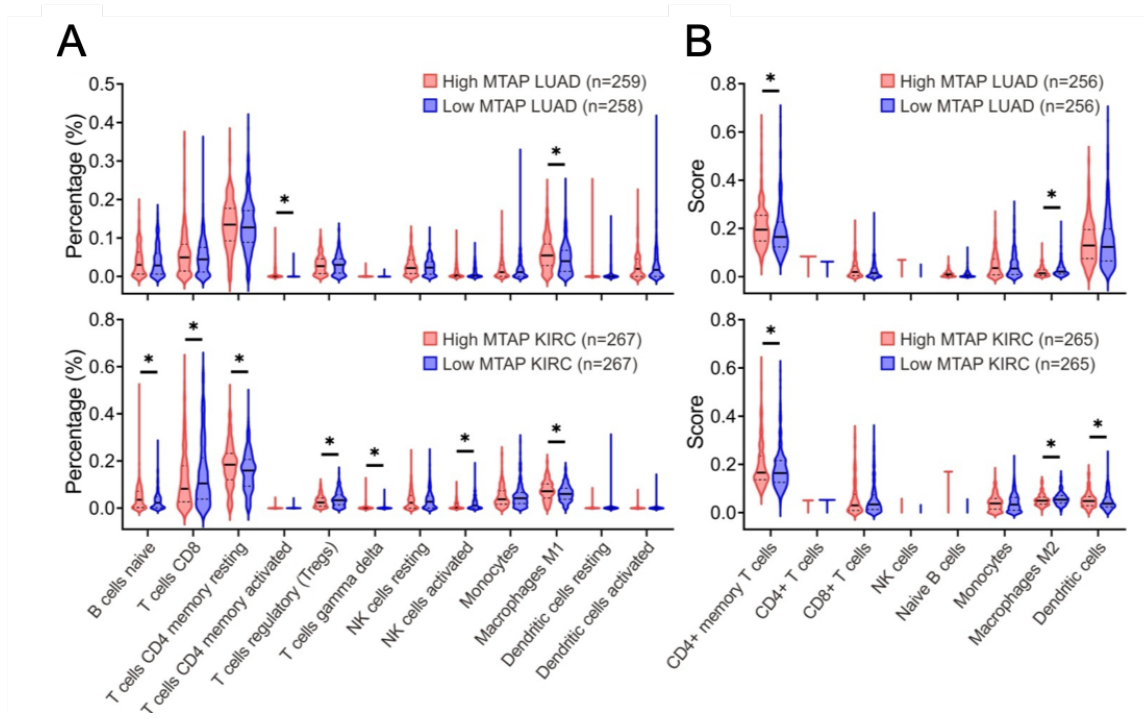 A
B
Percentage (%)
0.5
0.4
0.3
0.2
0.1
0.0
High MTAP LUAD (n=259)
Low MTAP LUAD (n=258)
*
*
Score
0.8
0.6
0.4
0.2
0.0
High MTAP LUAD (n=256)
Low MTAP LUAD (n=256)
*
*
Percentage (%)
0.8
0.6
0.4
0.2
0.0
High MTAP KIRC (n=267)
Low MTAP KIRC (n=267)
*
*
*
*
*
*
*
Score
0.8
0.6
0.4
0.2
0.0
High MTAP KIRC (n=265)
Low MTAP KIRC (n=265)
*
*
*
B cells naive
T cells CD8
T cells CD4 memory resting
T cells CD4 memory activated
T cells regulatory (Tregs)
T cells gamma delta
NK cells resting
NK cells activated
Monocytes
Macrophages M1
Dendritic cells resting
Dendritic cells activated
CD4+ memory T cells
CD4+ T cells
CD8+ T cells
NK cells
Naive B cells
Monocytes
Macrophages M2
Dendritic cells